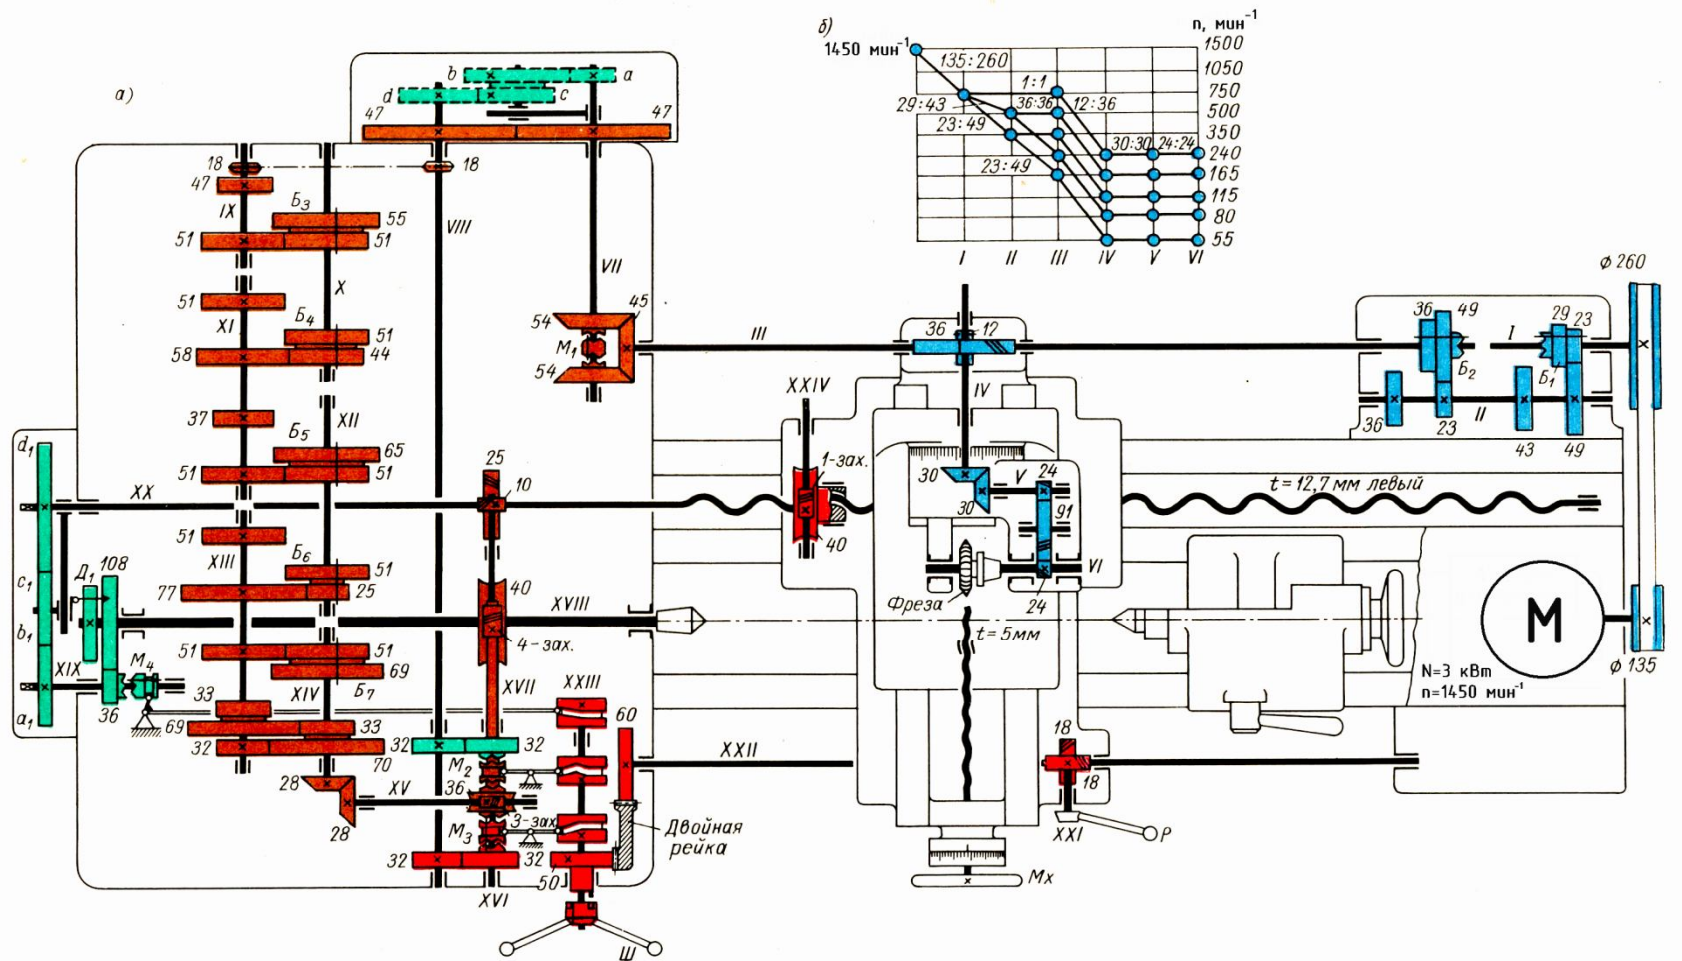 а)
б)
1450 мин⁻¹
n, мин⁻¹
1500
1050
750
500
350
240
165
115
80
55
135:260
1:1
29:43
36:36
12:36
23:49
23:49
30:30
24:24
I II III IV V VI
b a
d c
47 47
18 18
47
IX
Б₃
55
51 51
VIII
VII
X
51
XI
Б₄
51
58 44
45
54
М₁
54
III
36 12
IV
XXIV
37
XII
Б₅
65
51 51
25
10
1-зах.
40
XX
51
XIII
Б₆
51
77 25
d₁
c₁
b₁
a₁
Д₁
108
XIX
М₄
36
40
XVIII
4-зах.
51 51
69
XIV
Б₇
33
69 33
32 70
XVII
XXIII
60
32 32
М₂
28
XV
36
28
3-зах.
М₃
32 32
50
XVI
Ш
Двойная
рейка
XXII
30
V
24
30
91
VI
24
Фреза
t=5мм
t=12,7 мм левый
18
18
XXI
Р
Мх
ϕ 260
36 49
29 23
I
Б₂
Б₁
II
36 23 43 49
М
ϕ 135
N=3 кВт
n=1450 мин⁻¹